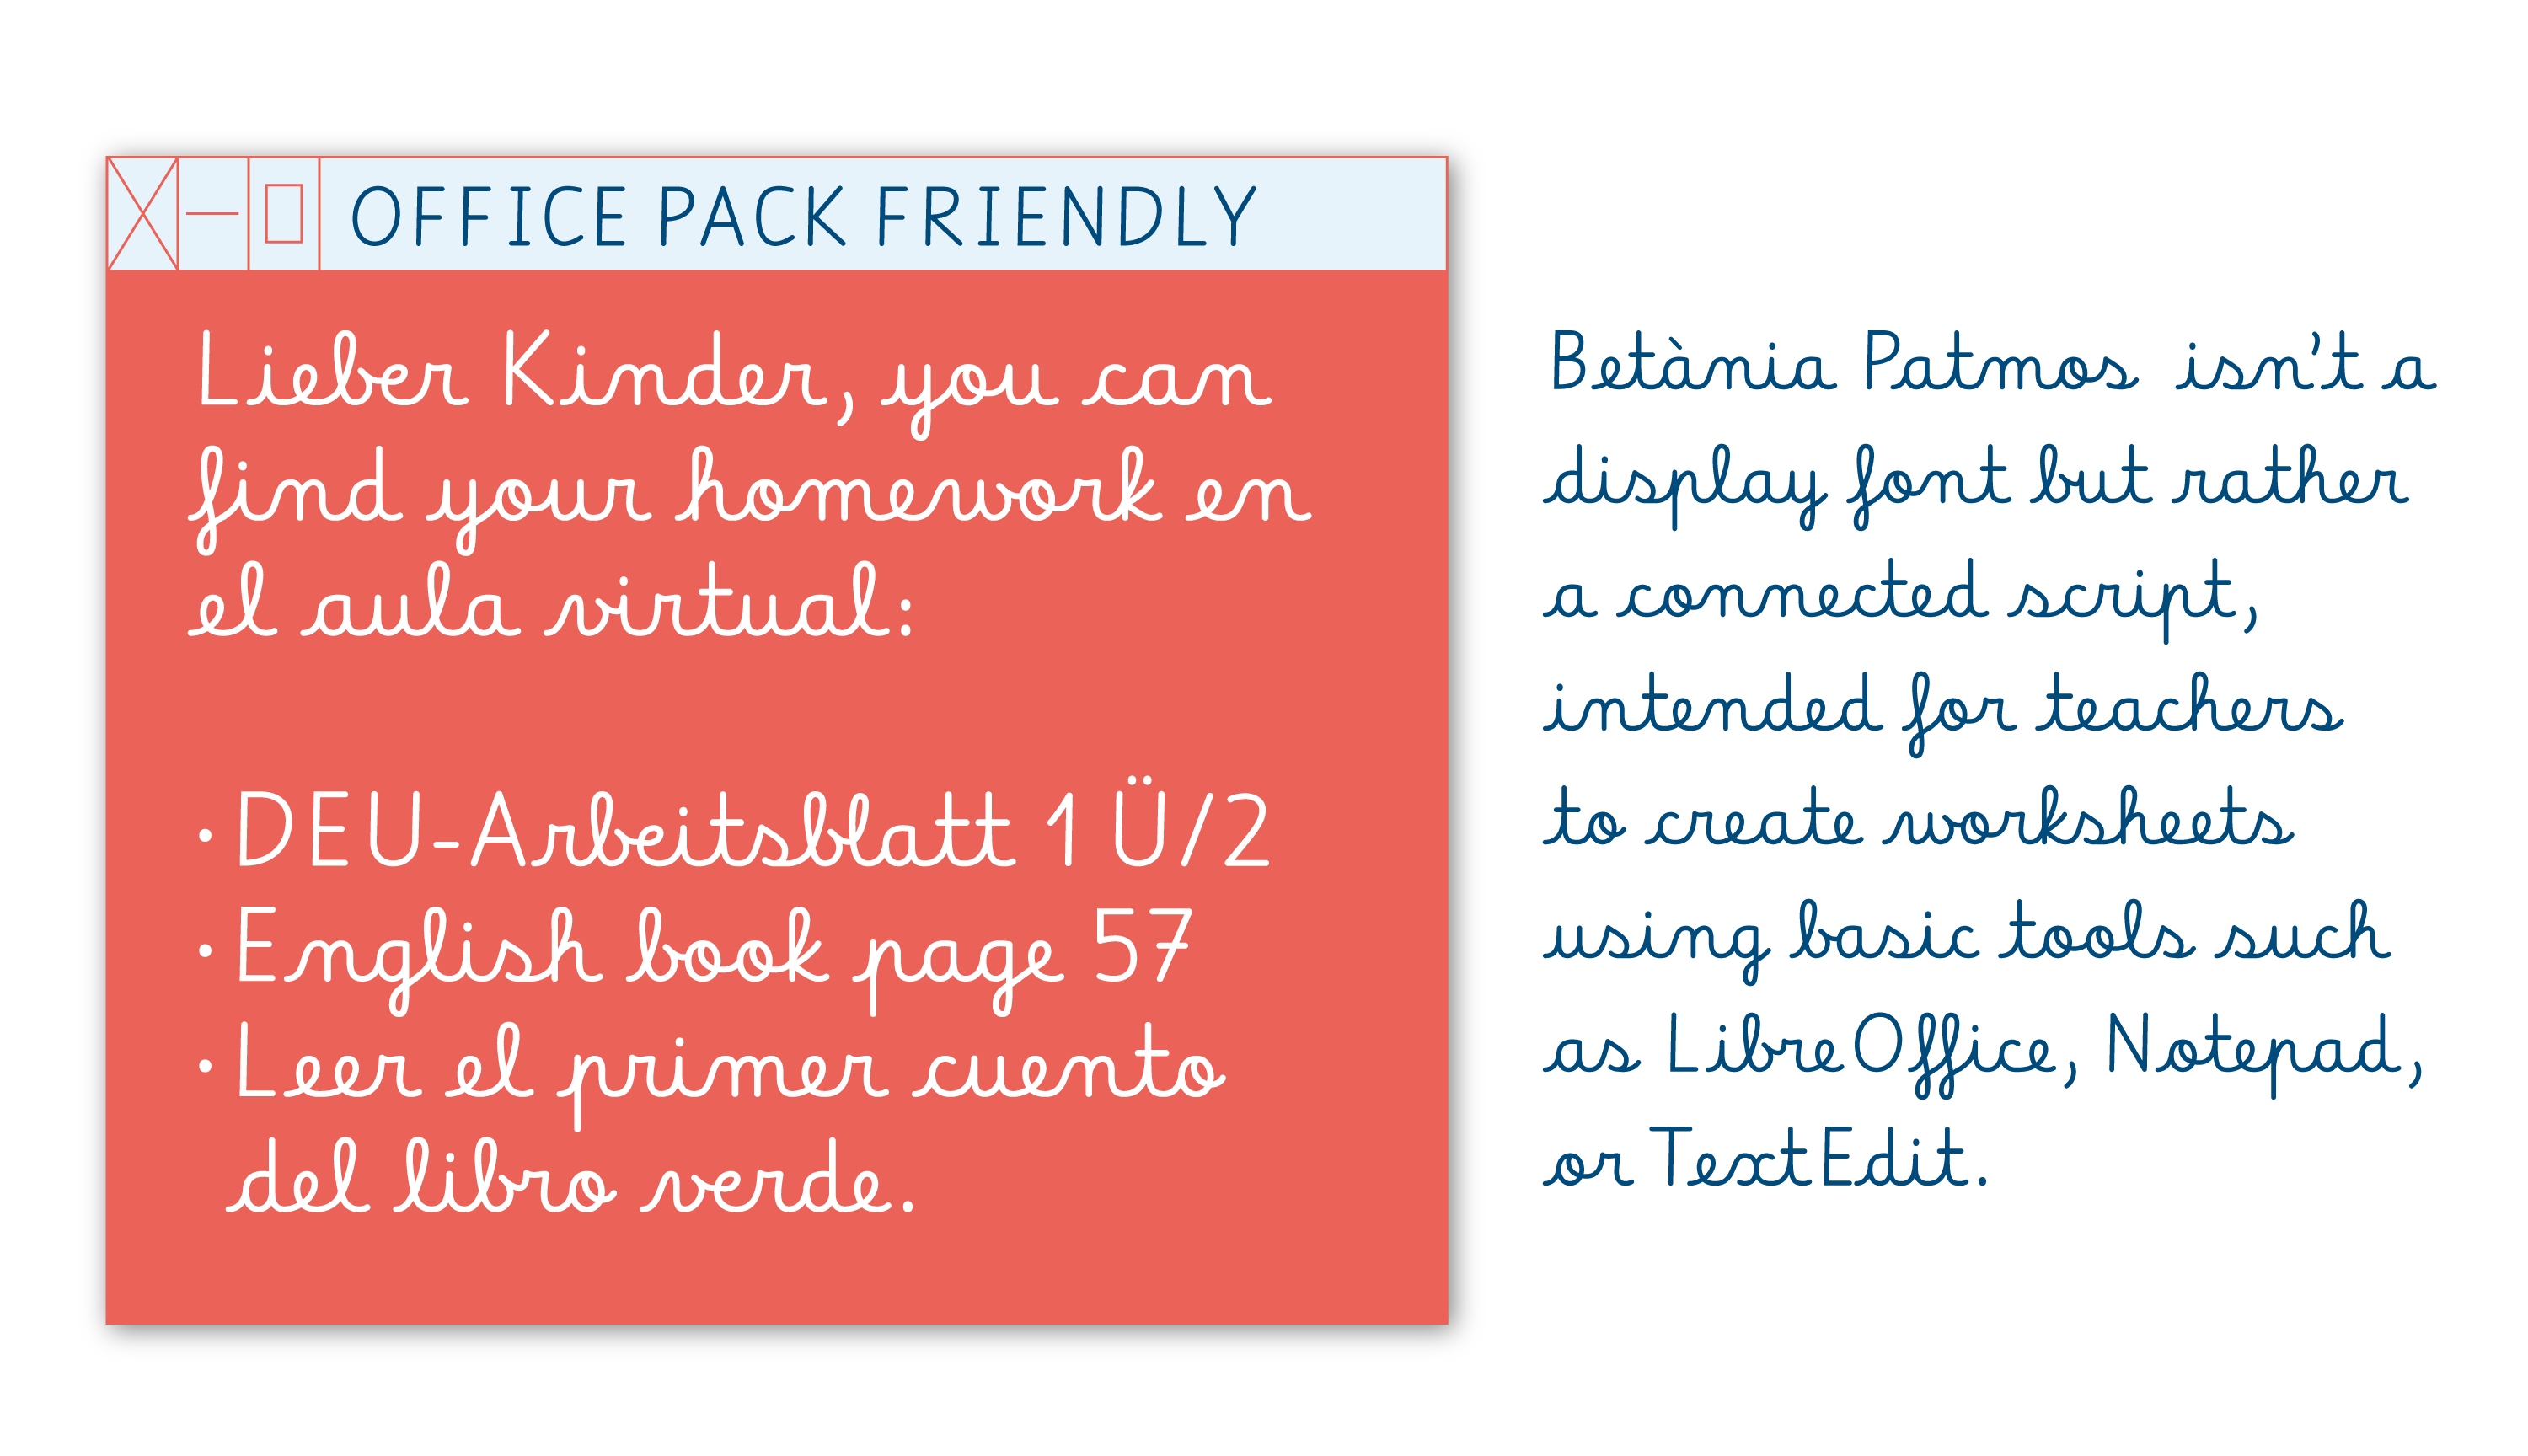 OFFICE PACK FRIENDLY
Lieber Kinder, you can
find your homework en
el aula virtual:
· DEU-Arbeitsblatt 1 Ü/2
· English book page 57
· Leer el primer cuento
del libro verde.
Betània Patmos isn't a
display font but rather
a connected script,
intended for teachers
to create worksheets
using basic tools such
as LibreOffice, Notepad,
or TextEdit.